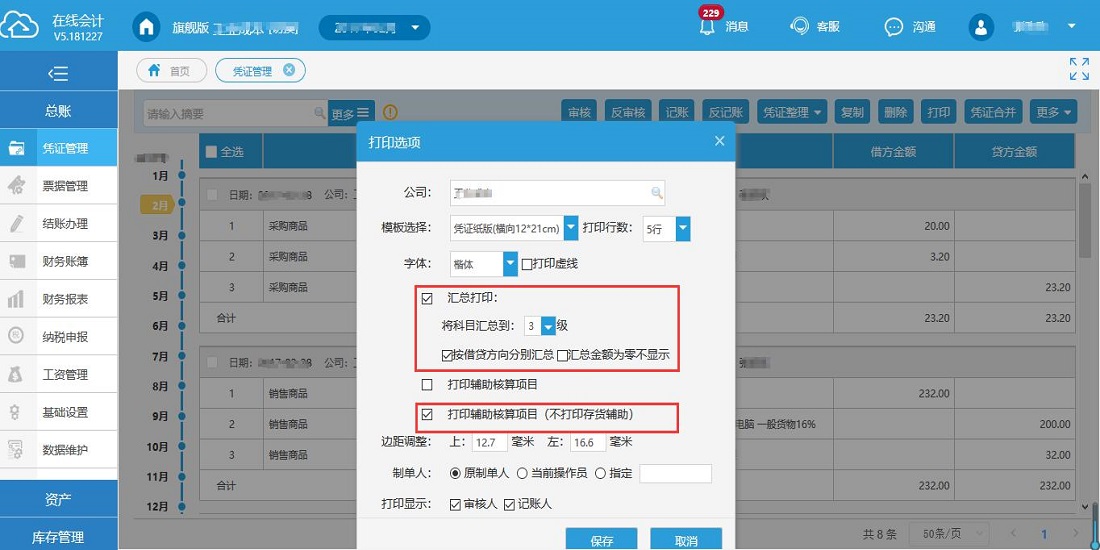 在线会计
V5.181227
旗舰版
229
消息
客服
沟通
首页
凭证管理
总账
凭证管理
票据管理
结账办理
财务账簿
财务报表
纳税申报
工资管理
基础设置
数据维护
资产
库存管理
请输入摘要
更多
审核
反审核
记账
反记账
凭证整理
复制
删除
打印
凭证合并
更多
1月
2月
3月
4月
5月
6月
7月
8月
9月
10月
11月
12月
全选
借方金额
贷方金额
日期:
公司:
1 采购商品 20.00
2 采购商品 3.20
3 采购商品 23.20
合计 23.20 23.20
日期:
公司:
1 销售商品 232.00
2 销售商品 电脑 一般货物16% 200.00
3 销售商品 32.00
合计 232.00 232.00
共 8 条
50条/页
1
打印选项
公司:
模板选择: 凭证纸版(横向12*21cm) 打印行数: 5行
字体: 楷体 打印虚线
汇总打印:
将科目汇总到: 3 级
按借贷方向分别汇总 汇总金额为零不显示
打印辅助核算项目
打印辅助核算项目（不打印存货辅助）
边距调整: 上: 12.7 毫米 左: 16.6 毫米
制单人: 原制单人 当前操作员 指定
打印显示: 审核人 记账人
保存
取消